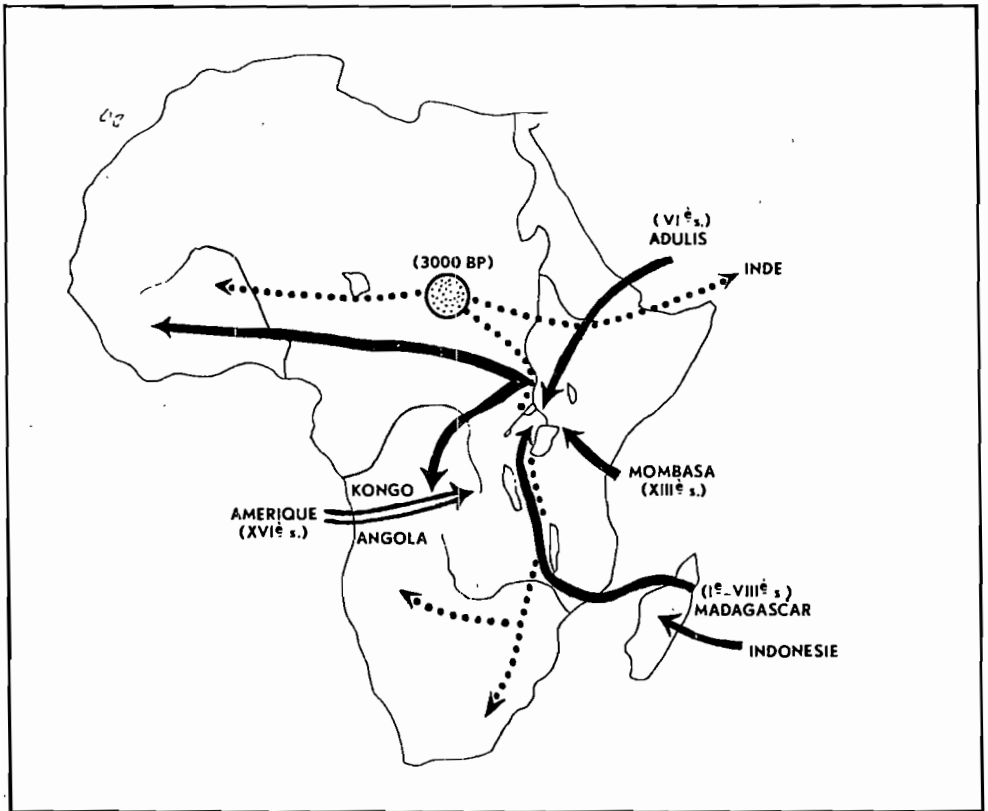 (VIè s.)
ADULIS
INDE
(3000 BP)
MOMBASA
(XIIIè s.)
KONGO
AMERIQUE
(XVIè s.)
ANGOLA
(Ie-VIIIè s)
MADAGASCAR
INDONESIE